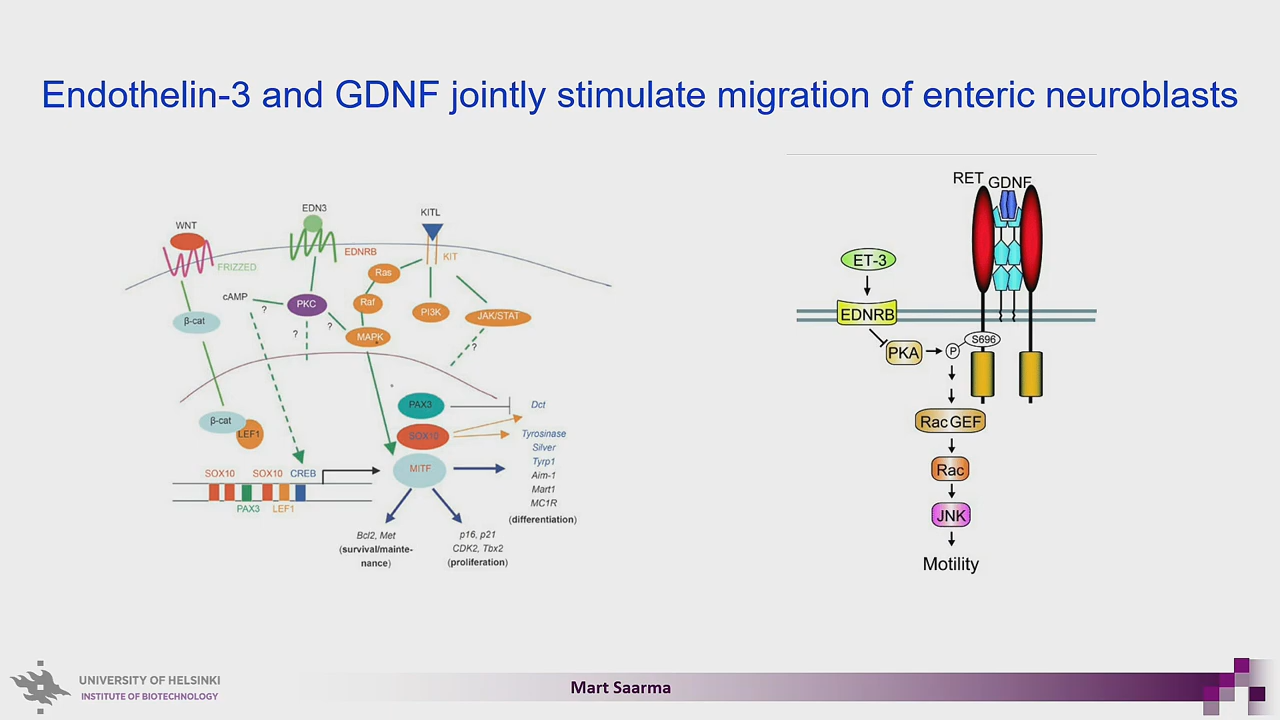 Endothelin-3 and GDNF jointly stimulate migration of enteric neuroblasts
WNT
FRIZZED
EDN3
EDNRB
KITL
KIT
cAMP
?
PKC
?
?
Ras
Raf
MAPK
PI3K
JAK/STAT
?
β-cat
β-cat
LEF1
SOX10
SOX10
CREB
PAX3
LEF1
PAX3
SOX10
MITF
Dct
Tyrosinase
Silver
Tyrp1
Aim-1
Mart1
MC1R
(differentiation)
Bcl2, Met
(survival/mainte-
nance)
p16, p21
CDK2, Tbx2
(proliferation)
RET
GDNF
ET-3
EDNRB
PKA
P
S696
Rac GEF
Rac
JNK
Motility
UNIVERSITY OF HELSINKI
INSTITUTE OF BIOTECHNOLOGY
Mart Saarma